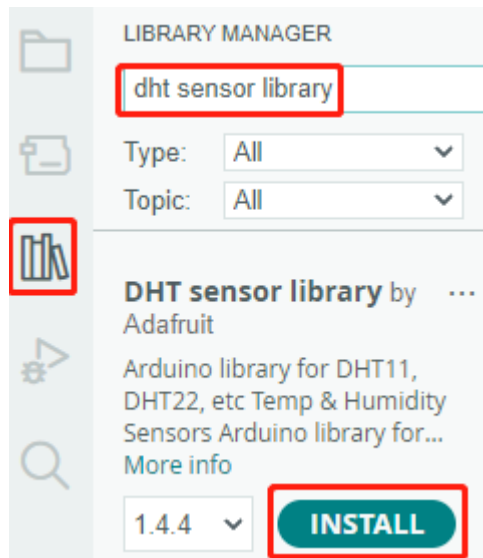 LIBRARY MANAGER
dht sensor library
Type: All
Topic: All
DHT sensor library by ...
Adafruit
Arduino library for DHT11,
DHT22, etc Temp & Humidity
Sensors Arduino library for...
More info
1.4.4 INSTALL